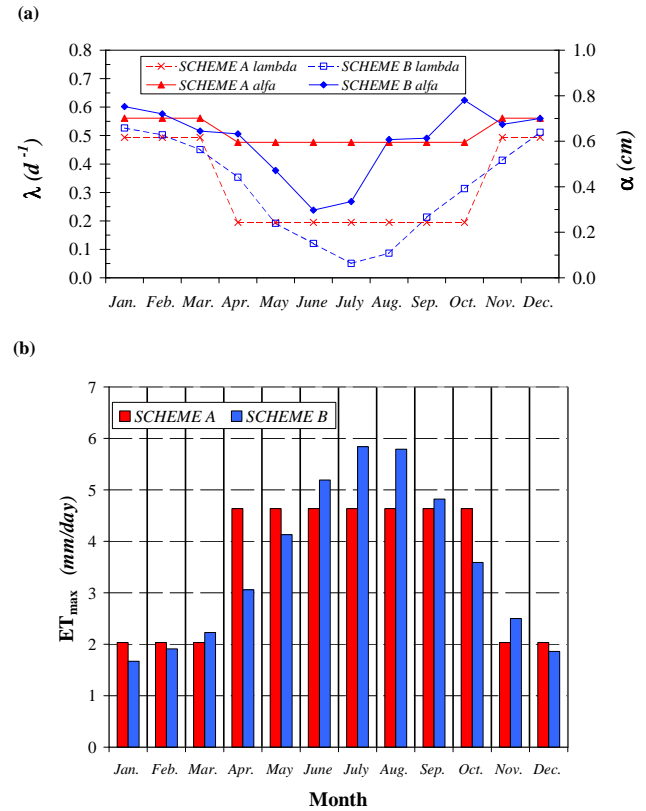 (a)
SCHEME A lambda SCHEME B lambda
SCHEME A alfa SCHEME B alfa
0.8 1.0
0.7
0.6 0.8
0.5 0.6
0.4
0.3 0.4
0.2 0.2
0.1
0.0 0.0
λ (d⁻¹)
α (cm)
Jan. Feb. Mar. Apr. May June July Aug. Sep. Oct. Nov. Dec.
(b)
SCHEME A SCHEME B
7
6
5
4
3
2
1
0
ETmax (mm/day)
Jan. Feb. Mar. Apr. May June July Aug. Sep. Oct. Nov. Dec.
Month